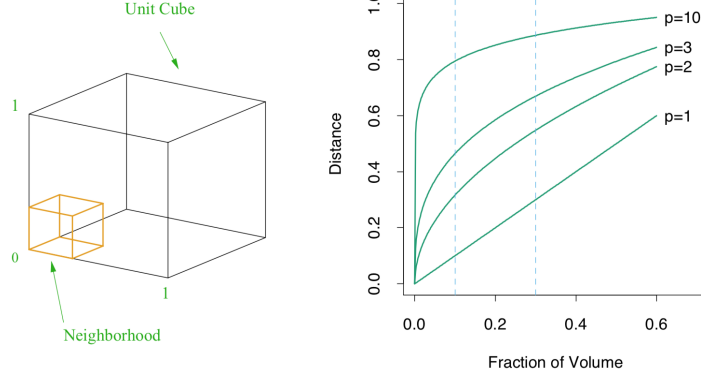 Unit Cube
1
0
1
Neighborhood
1.0
0.8
0.6
0.4
0.2
0.0
Distance
p=10
p=3
p=2
p=1
0.0 0.2 0.4 0.6
Fraction of Volume